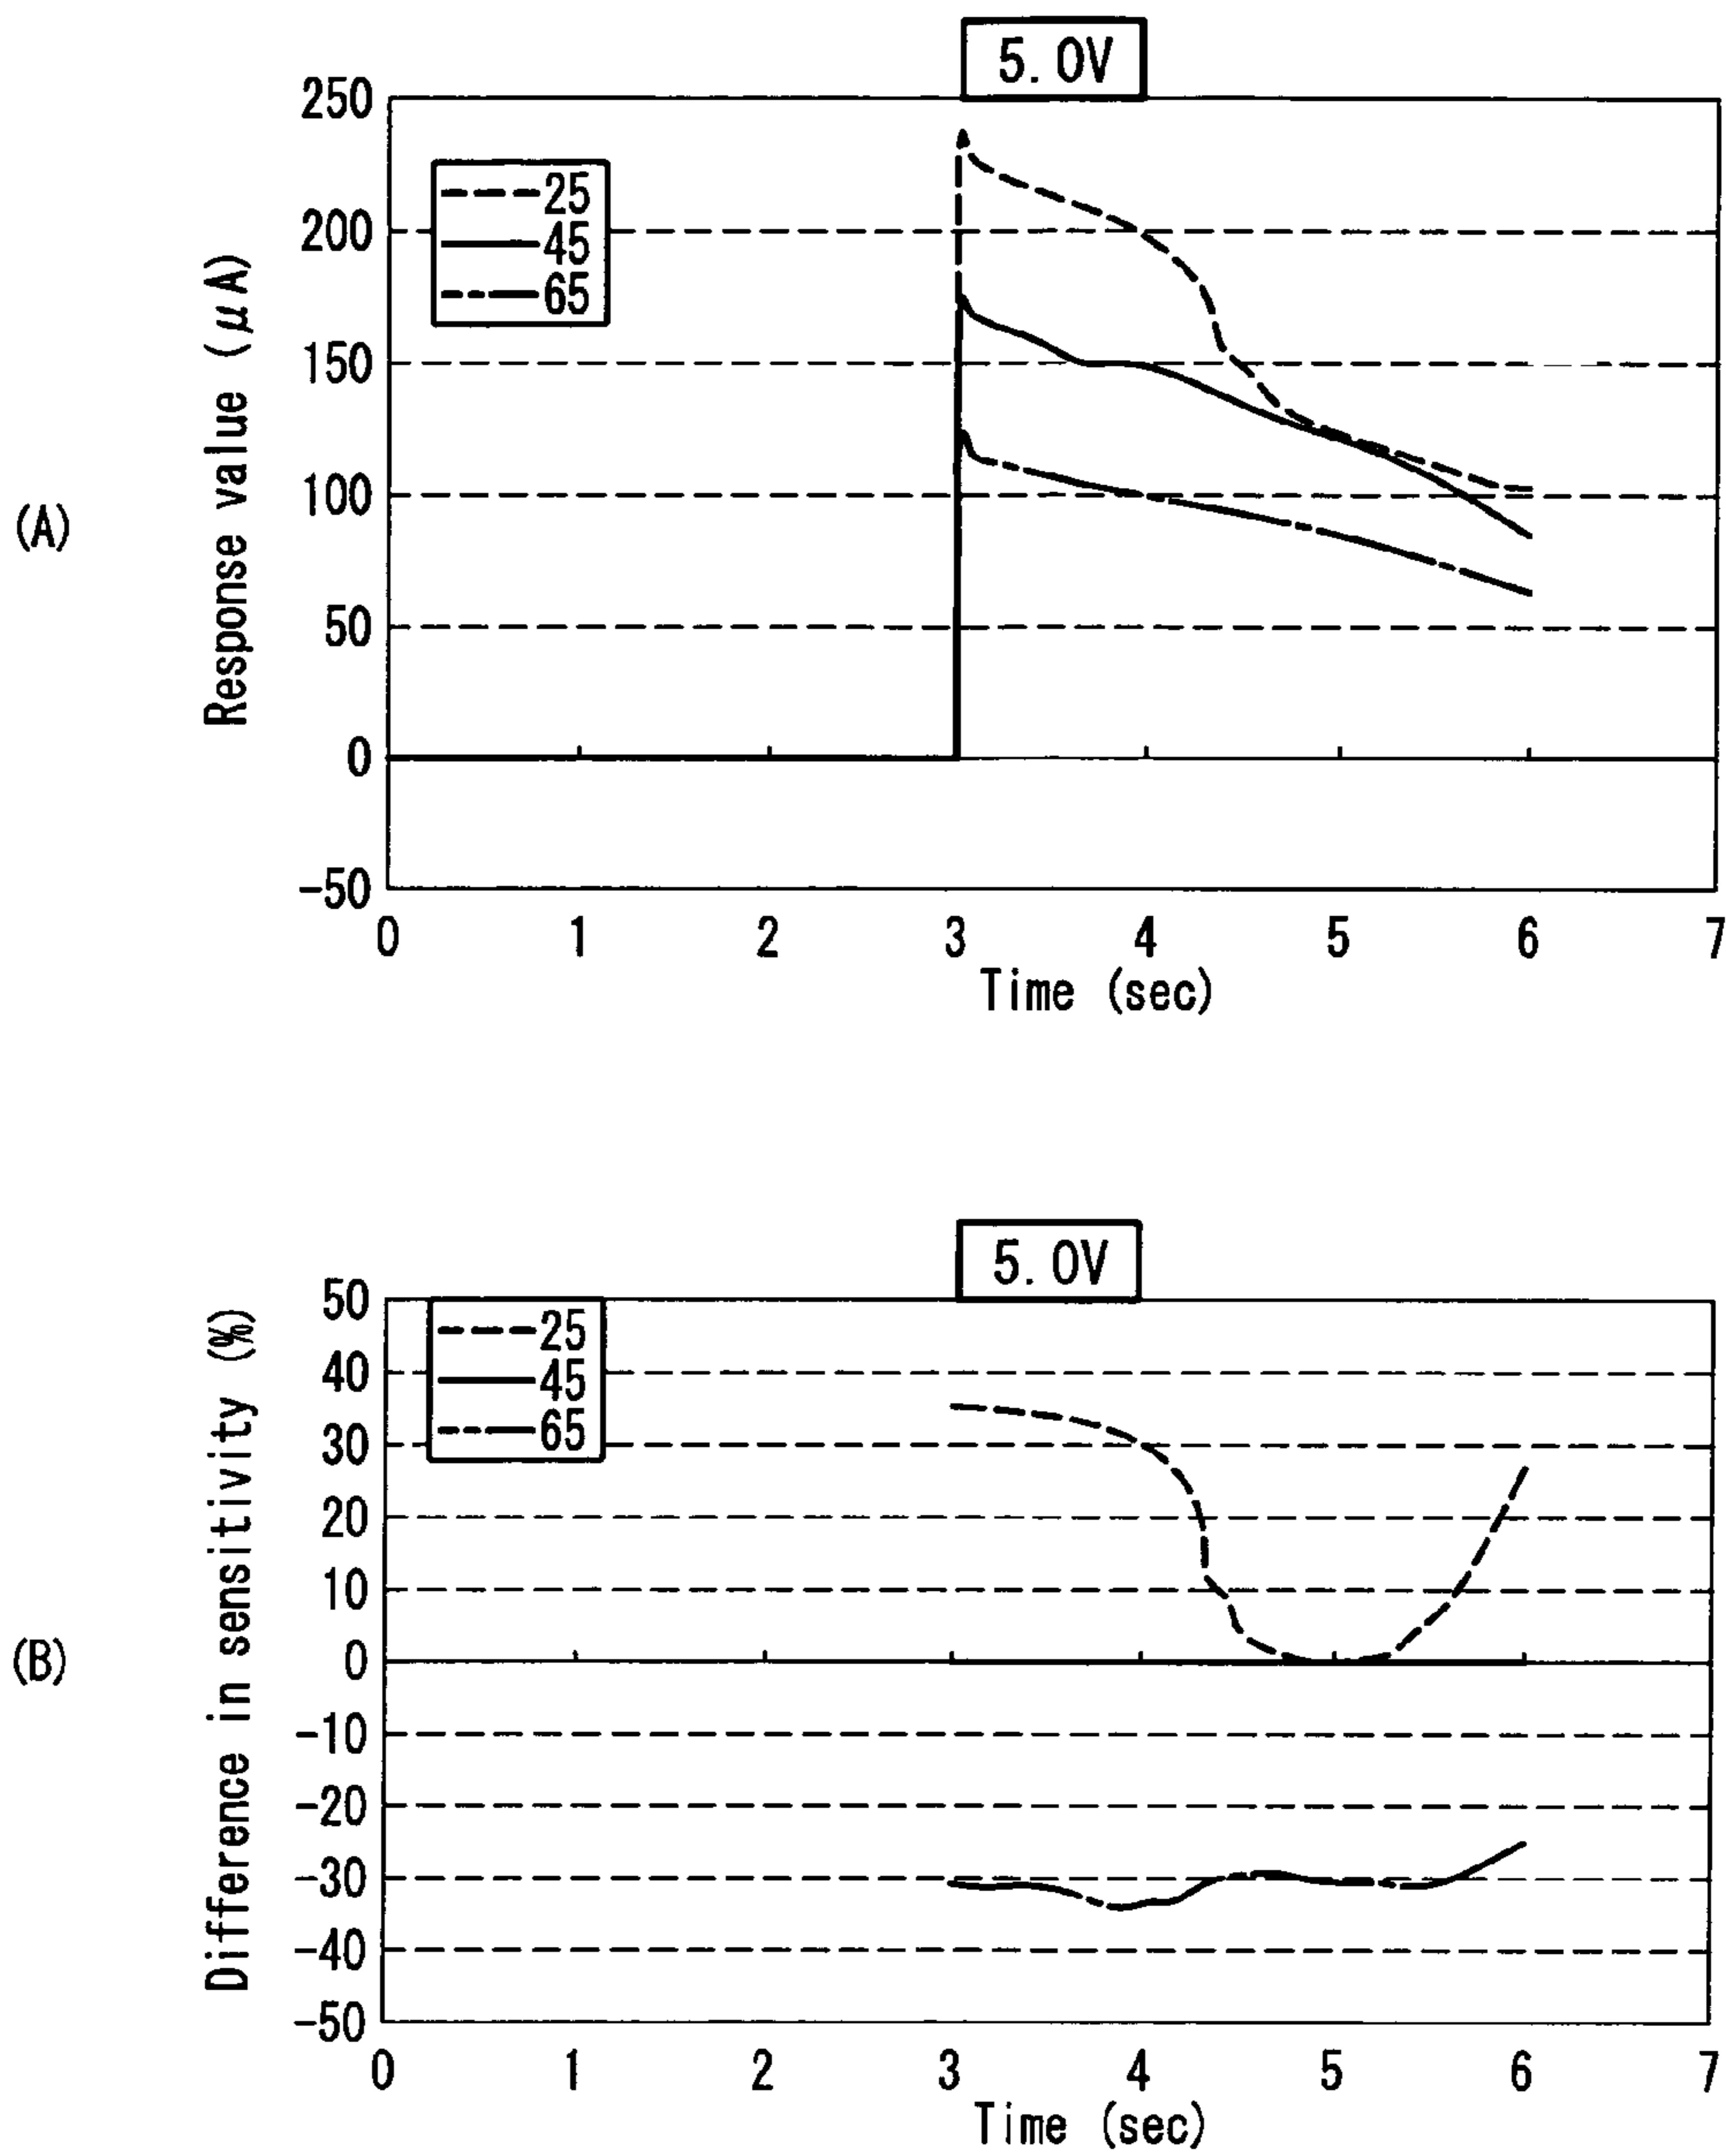 (A)
5.0V
Response value (μA)
250
200
150
100
50
0
-50
25
45
65
0 1 2 3 4 5 6 7
Time (sec)
(B)
5.0V
Difference in sensitivity (%)
50
40
30
20
10
0
-10
-20
-30
-40
-50
25
45
65
0 1 2 3 4 5 6 7
Time (sec)